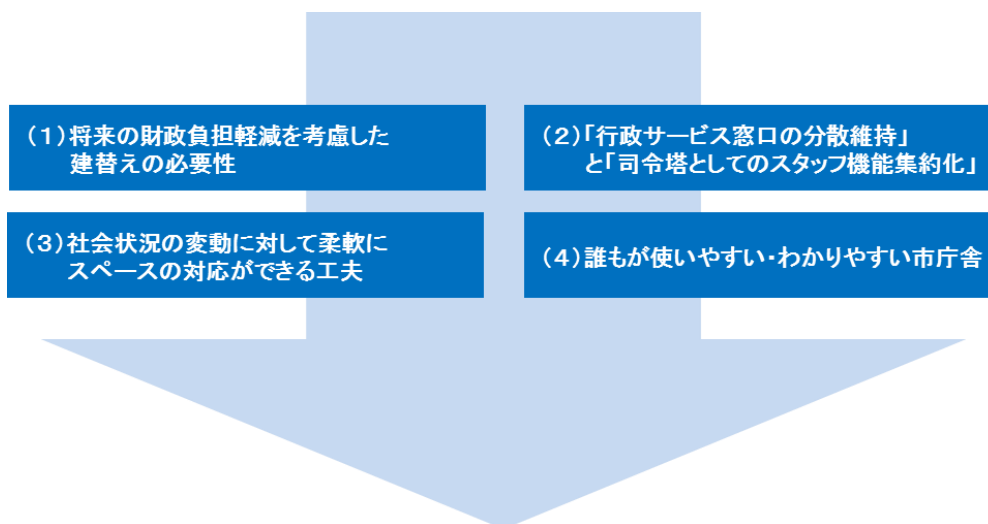 （１）将来の財政負担軽減を考慮した
建替えの必要性
（２）「行政サービス窓口の分散維持」
と「司令塔としてのスタッフ機能集約化」
（３）社会状況の変動に対して柔軟に
スペースの対応ができる工夫
（４）誰もが使いやすい・わかりやすい市庁舎